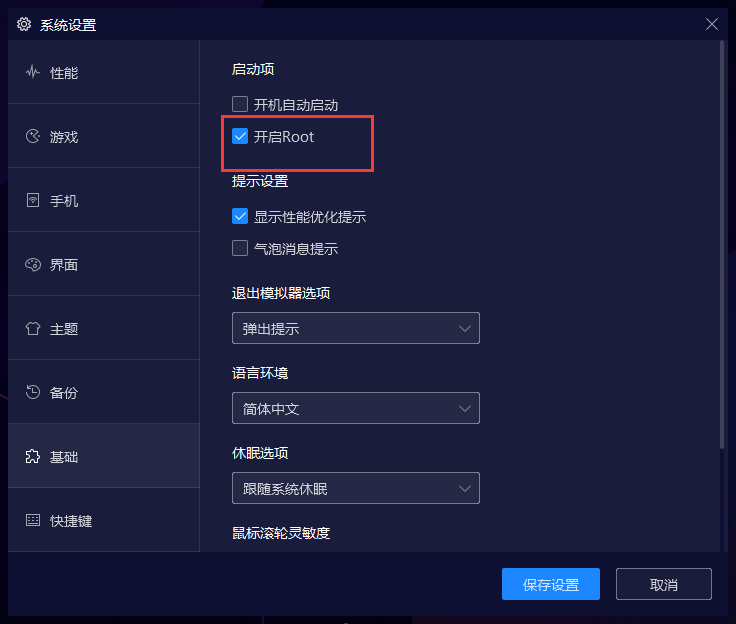 系统设置
性能
游戏
手机
界面
主题
备份
基础
快捷键
启动项
开机自动启动
开启Root
提示设置
显示性能优化提示
气泡消息提示
退出模拟器选项
弹出提示
语言环境
简体中文
休眠选项
跟随系统休眠
鼠标滚轮灵敏度
保存设置
取消